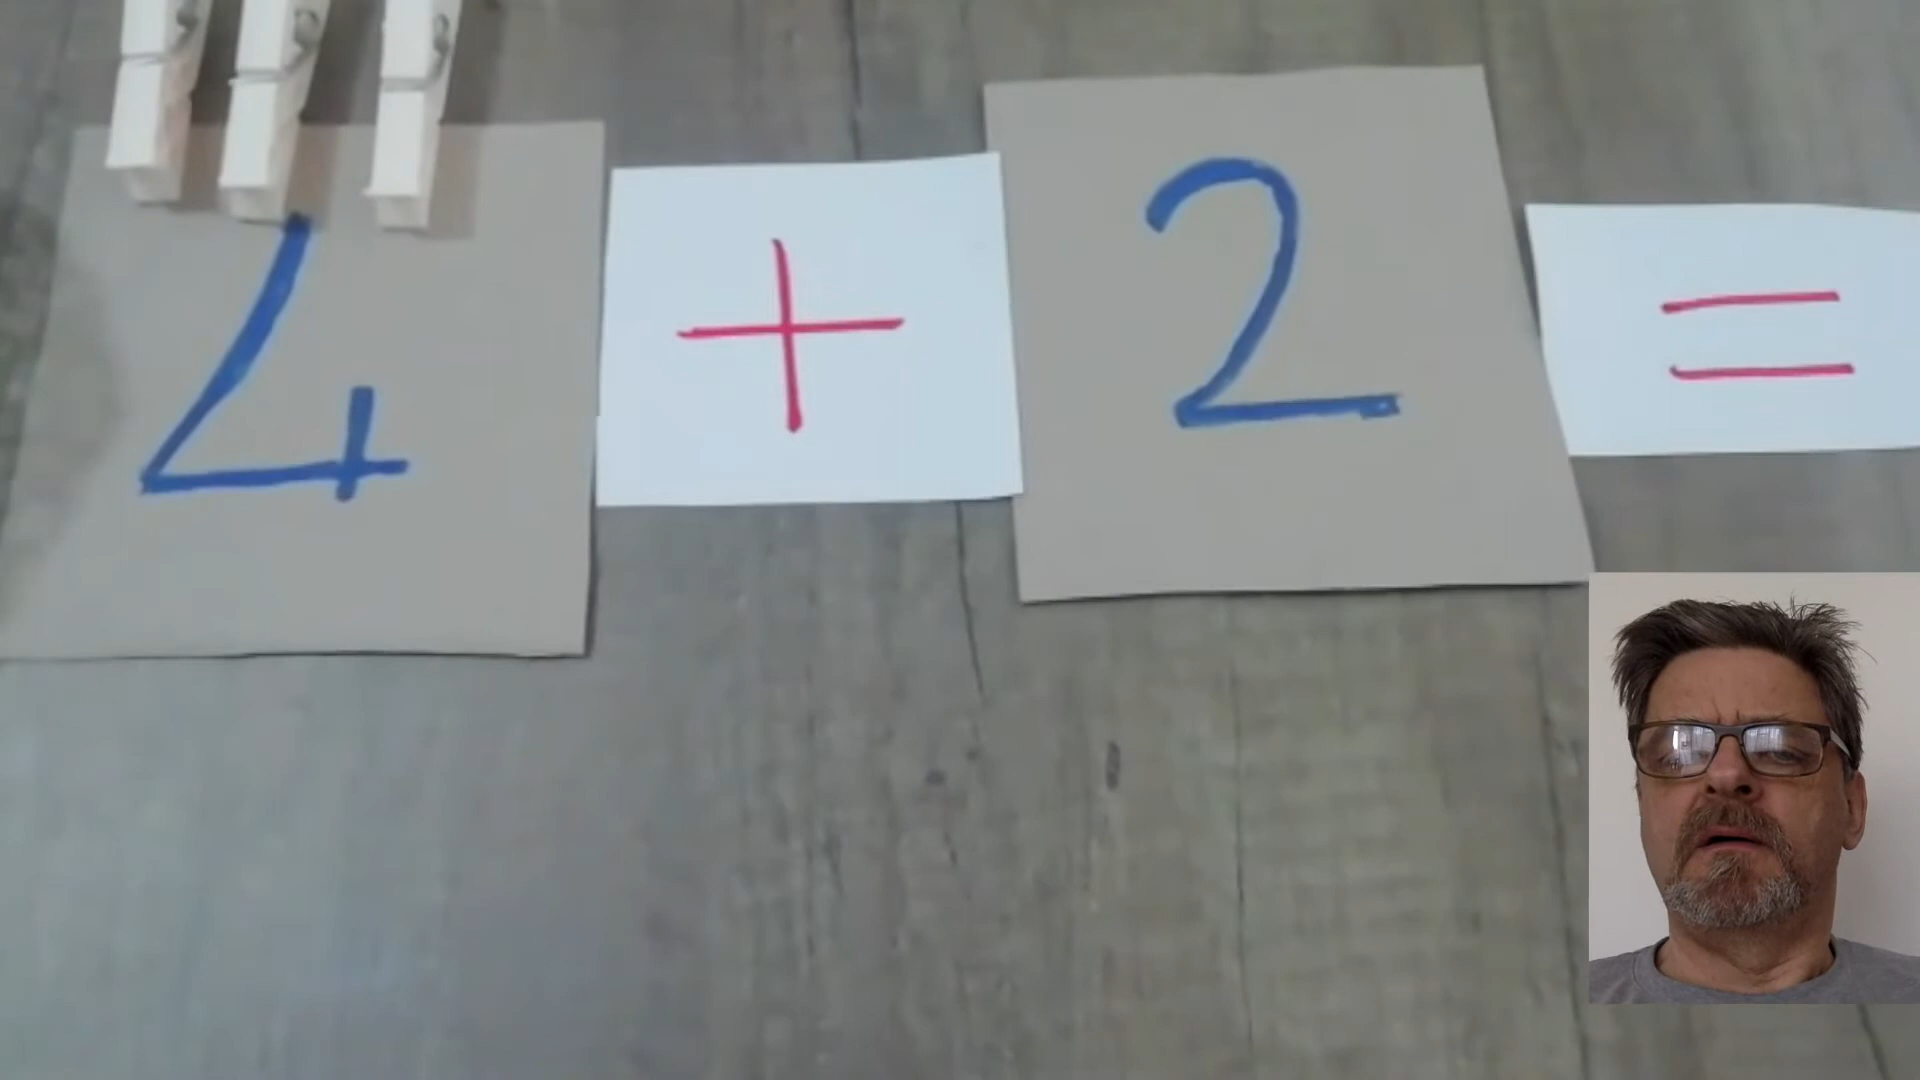 4 + 2 =